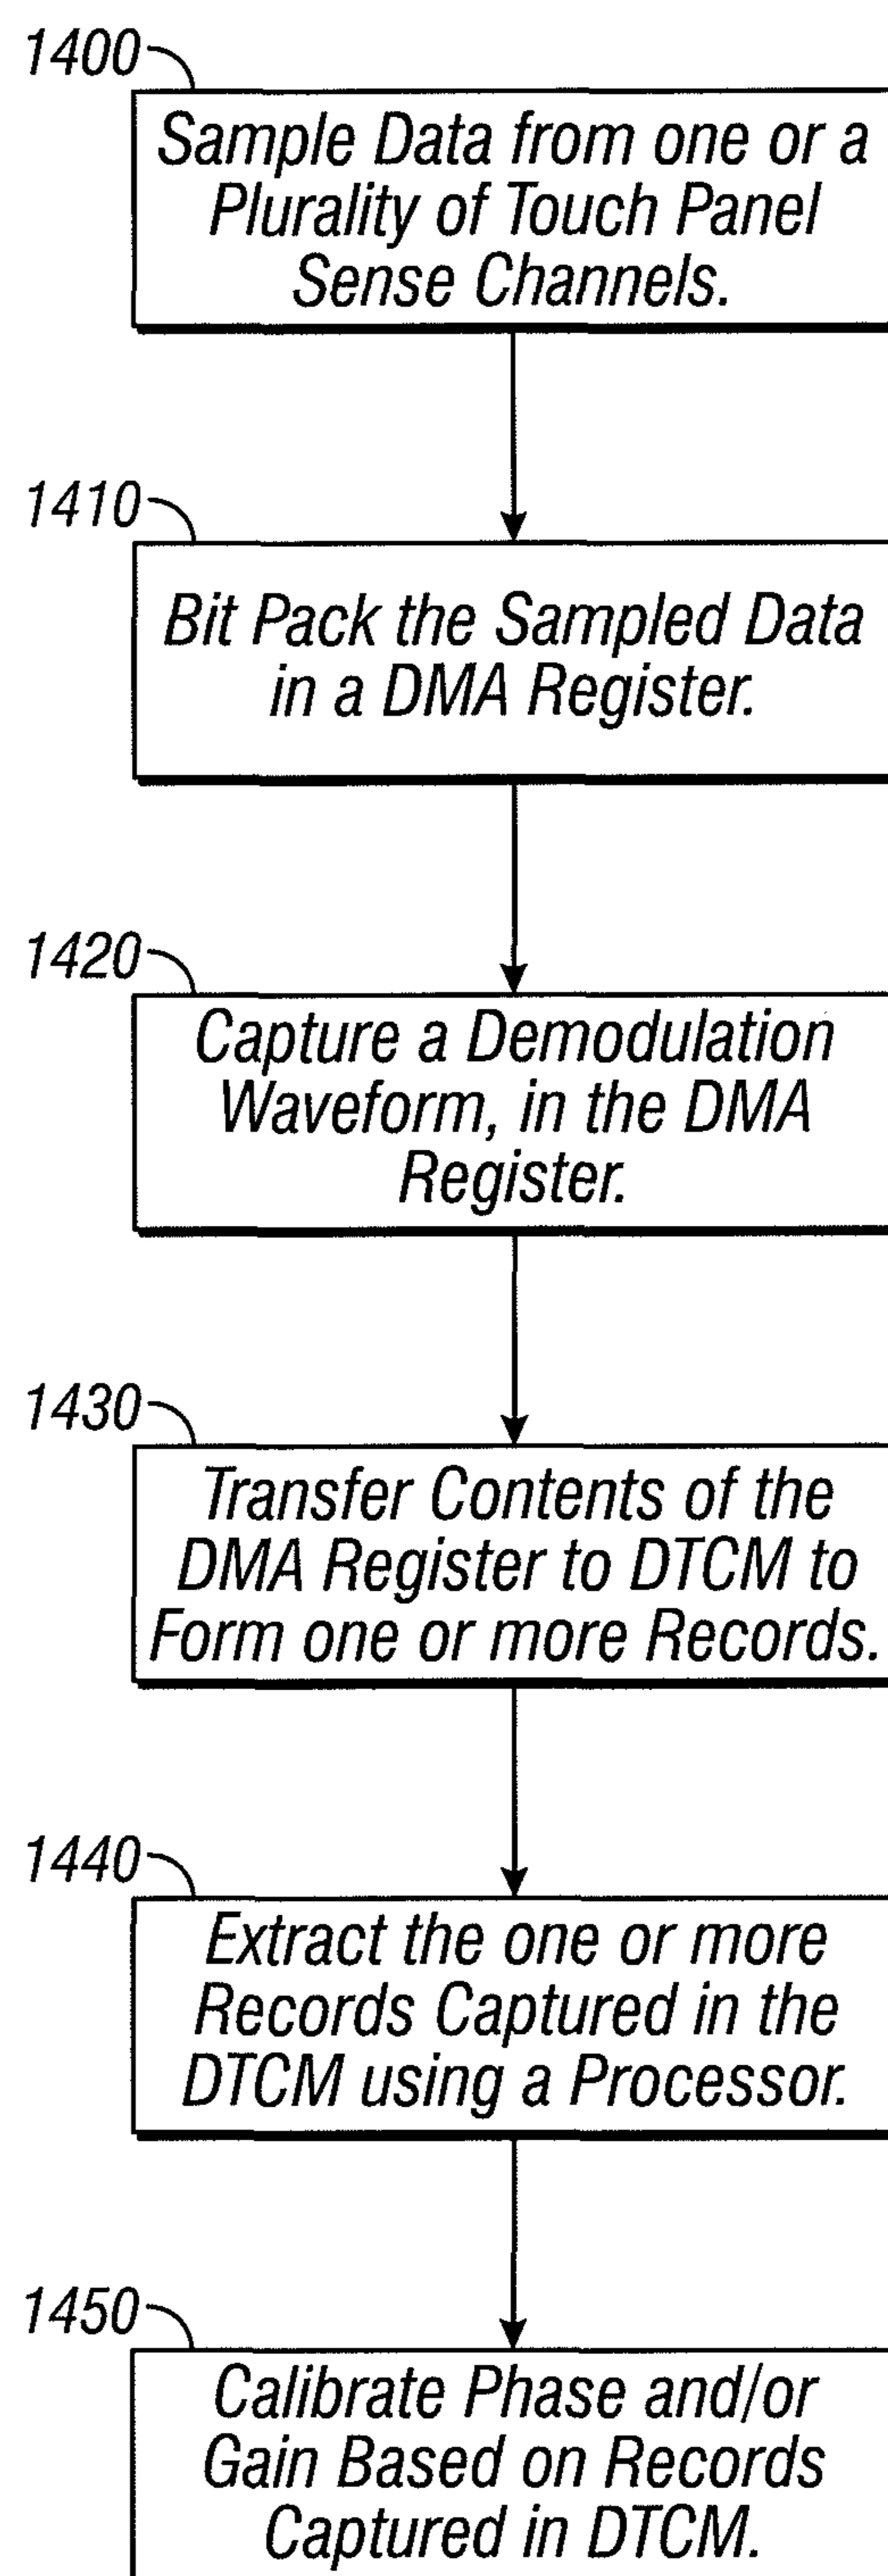 1400
Sample Data from one or a
Plurality of Touch Panel
Sense Channels.
1410
Bit Pack the Sampled Data
in a DMA Register.
1420
Capture a Demodulation
Waveform, in the DMA
Register.
1430
Transfer Contents of the
DMA Register to DTCM to
Form one or more Records.
1440
Extract the one or more
Records Captured in the
DTCM using a Processor.
1450
Calibrate Phase and/or
Gain Based on Records
Captured in DTCM.